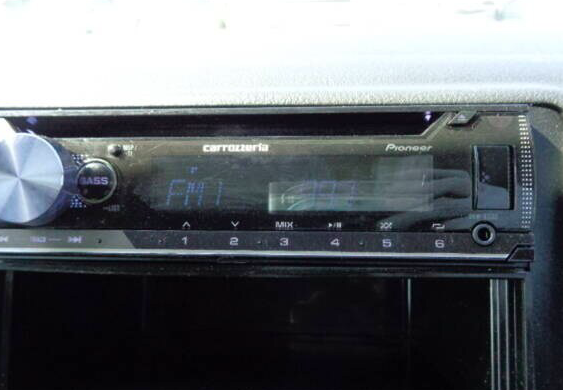 carrozzeria Pioneer
BASS
FM1
MIX
1 2 3 4 5 6